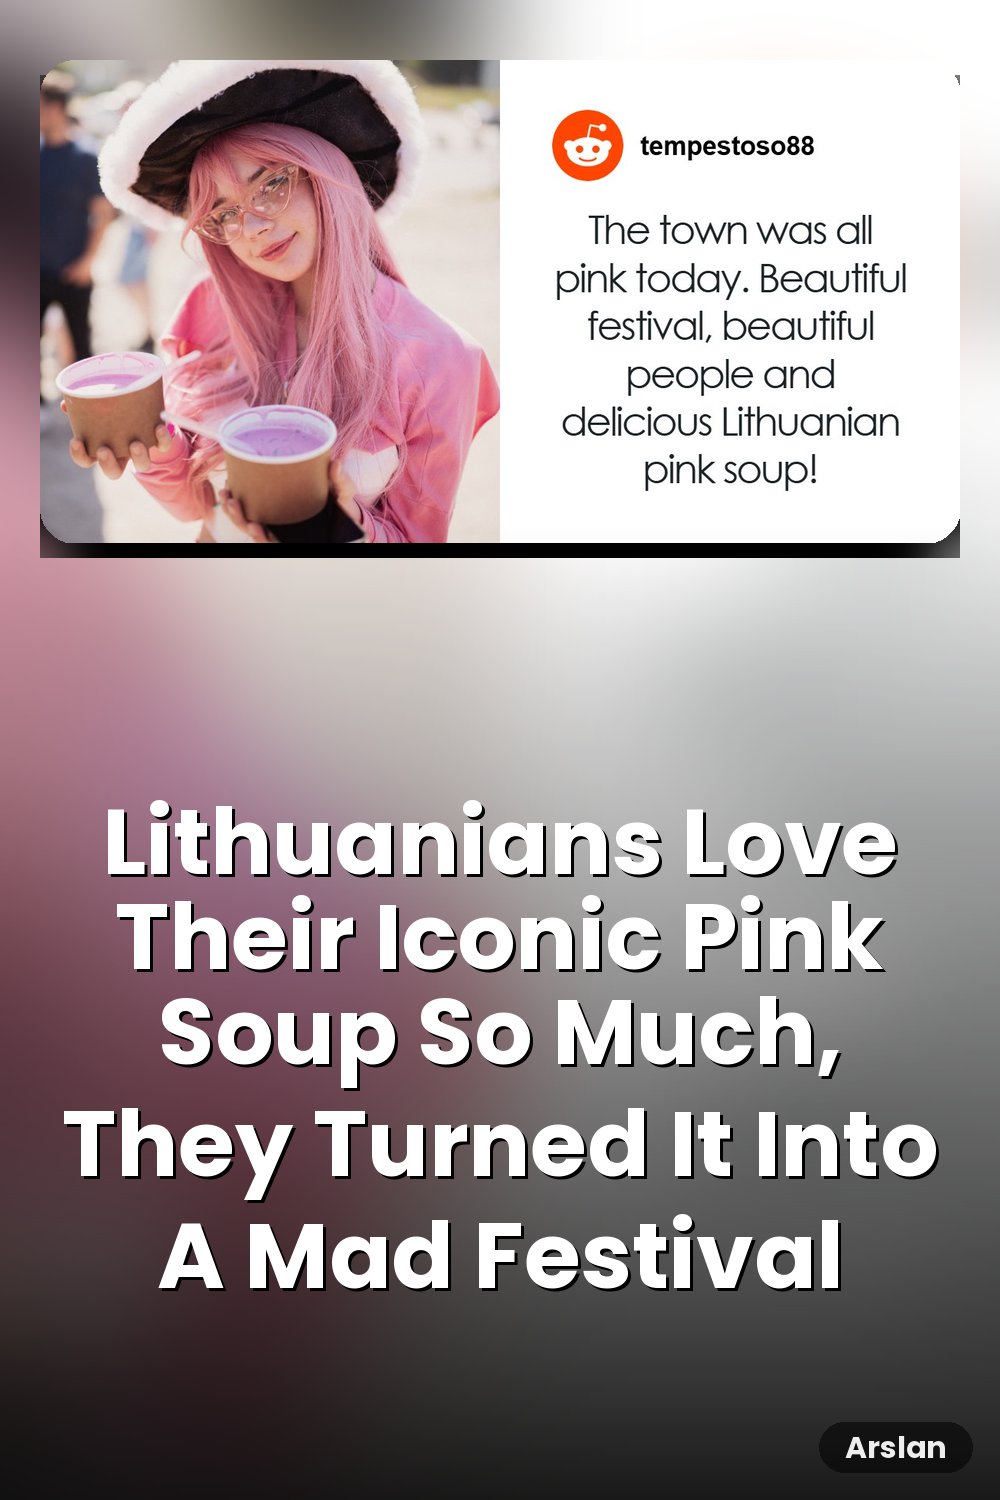 tempestoso88
The town was all
pink today. Beautiful
festival, beautiful
people and
delicious Lithuanian
pink soup!
Lithuanians Love
Their Iconic Pink
Soup So Much,
They Turned It Into
A Mad Festival
Arslan